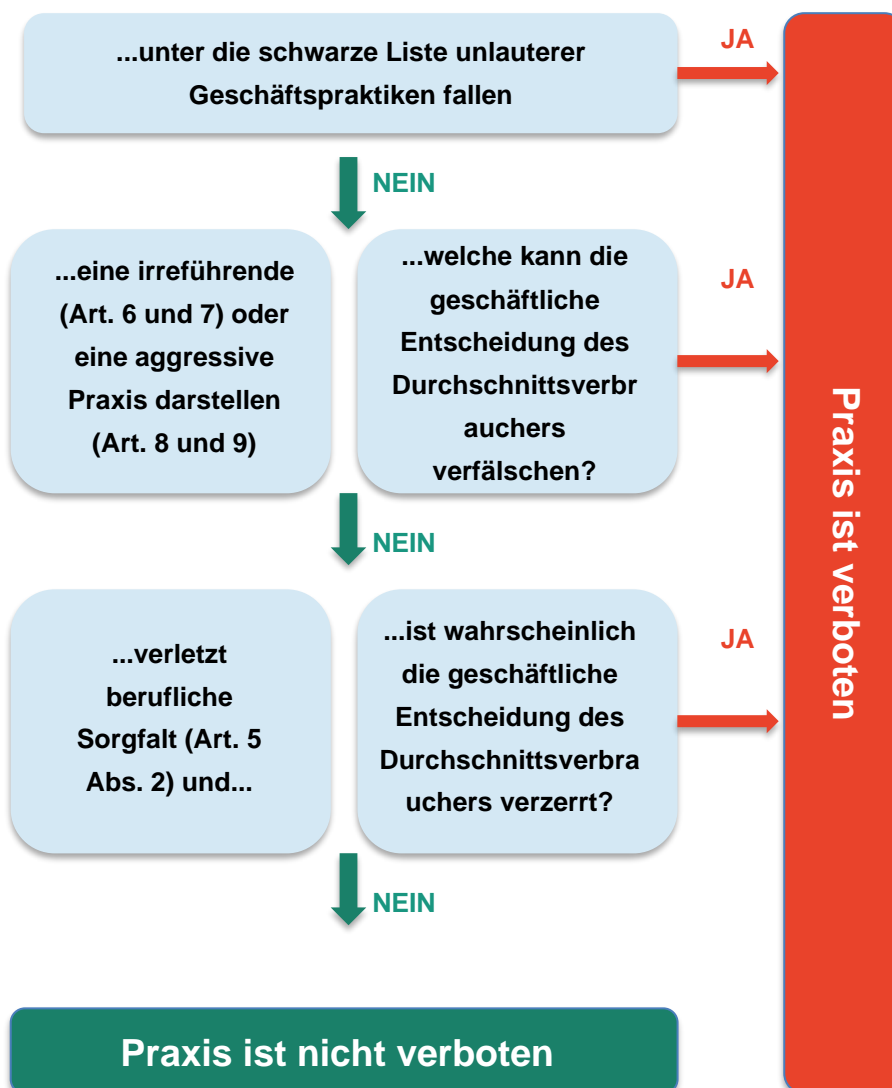 ...unter die schwarze Liste unlauterer
Geschäftspraktiken fallen
JA
NEIN
...eine irreführende
(Art. 6 und 7) oder
eine aggressive
Praxis darstellen
(Art. 8 und 9)
...welche kann die
geschäftliche
Entscheidung des
Durchschnittsverbr
auchers
verfälschen?
JA
NEIN
...verletzt
berufliche
Sorgfalt (Art. 5
Abs. 2) und...
...ist wahrscheinlich
die geschäftliche
Entscheidung des
Durchschnittsverbra
uchers verzerrt?
JA
NEIN
Praxis ist nicht verboten
Praxis ist verboten